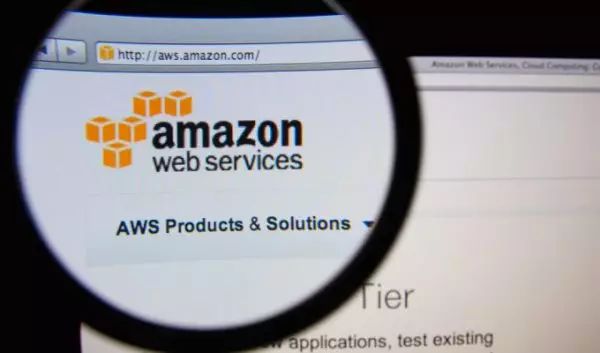 http://aws.amazon.com/
Amazon Web Services, Cloud Computing: Co
amazon
web services
AWS Products & Solutions
Tier
applications, test existing